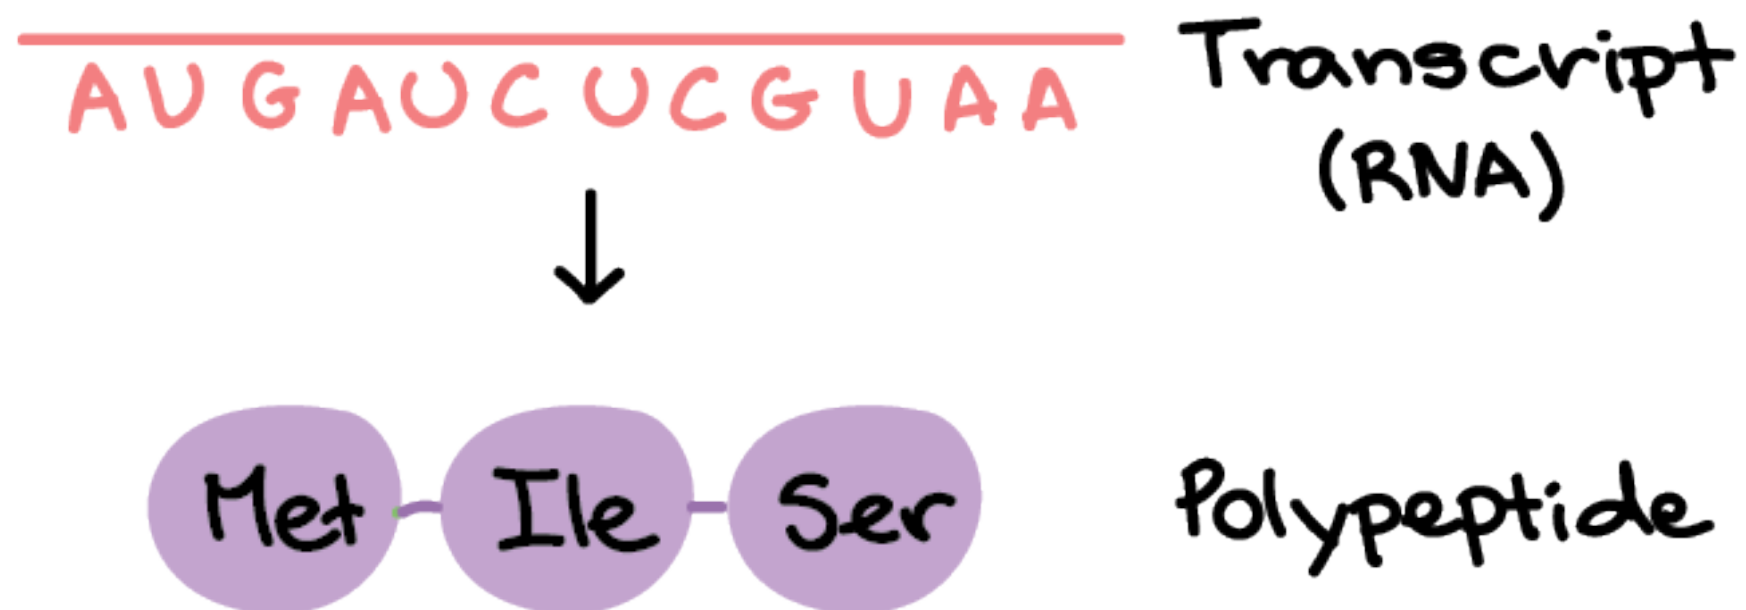 AUGAUCUCGUAA
Transcript
(RNA)
Met Ile Ser
Polypeptide